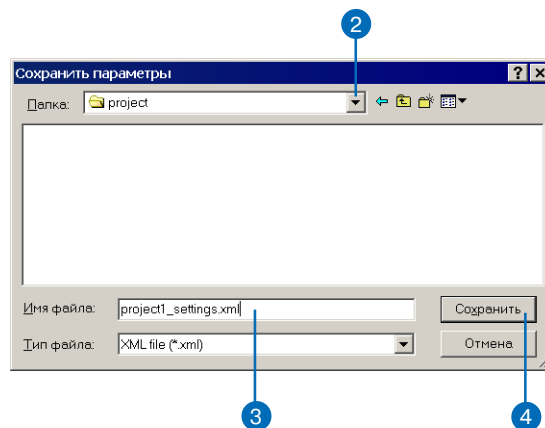 2
Сохранить параметры
Папка: project
Имя файла: project1_settings.xml Сохранить
Тип файла: XML file (*.xml) Отмена
3 4